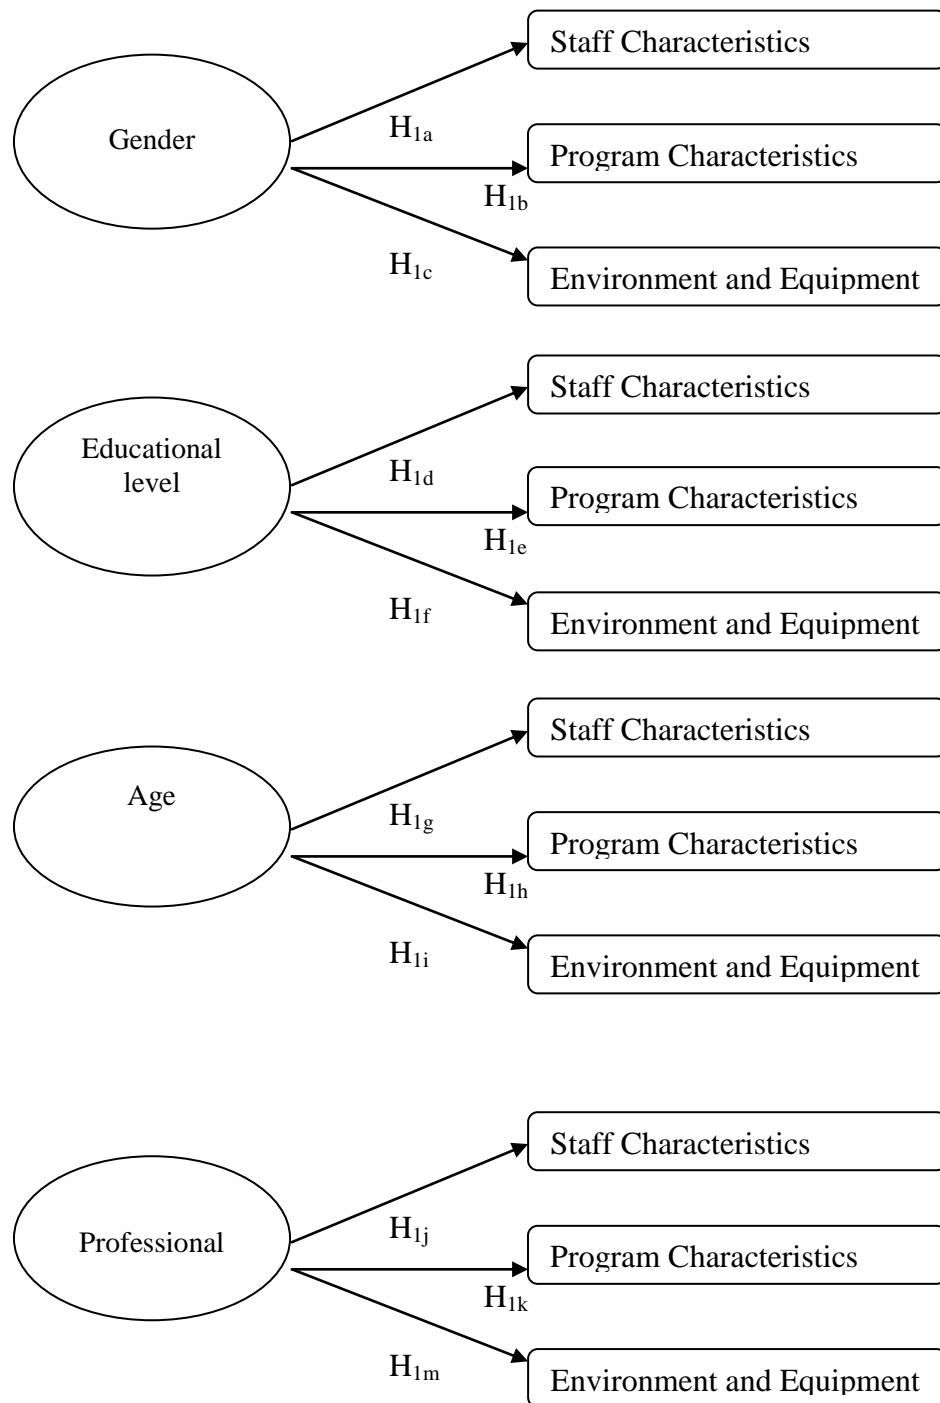 Staff Characteristics
Gender
H1a
Program Characteristics
H1b
H1c
Environment and Equipment
Staff Characteristics
Educational
level
H1d
Program Characteristics
H1e
H1f
Environment and Equipment
Staff Characteristics
Age
H1g
Program Characteristics
H1h
H1i
Environment and Equipment
Staff Characteristics
Professional
H1j
Program Characteristics
H1k
H1m
Environment and Equipment